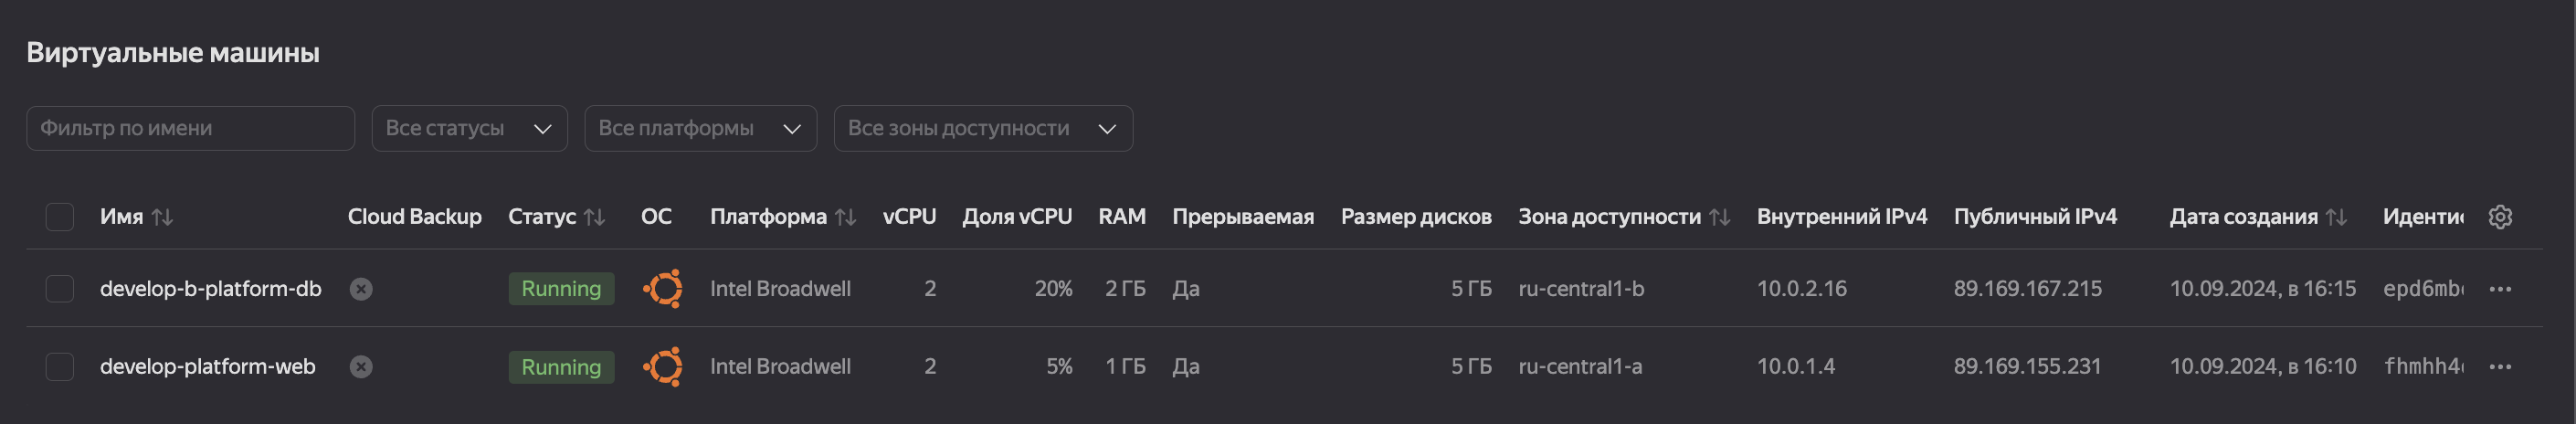 Виртуальные машины
Фильтр по имени Все статусы Все платформы Все зоны доступности
Имя Cloud Backup Статус ОС Платформа vCPU Доля vCPU RAM Прерываемая Размер дисков Зона доступности Внутренний IPv4 Публичный IPv4 Дата создания
develop-b-platform-db Running Intel Broadwell 2 20% 2 ГБ Да 5 ГБ ru-central1-b 10.0.2.16 89.169.167.215 10.09.2024, в 16:15 epd6mb
develop-platform-web Running Intel Broadwell 2 5% 1 ГБ Да 5 ГБ ru-central1-a 10.0.1.4 89.169.155.231 10.09.2024, в 16:10 fhmhh4